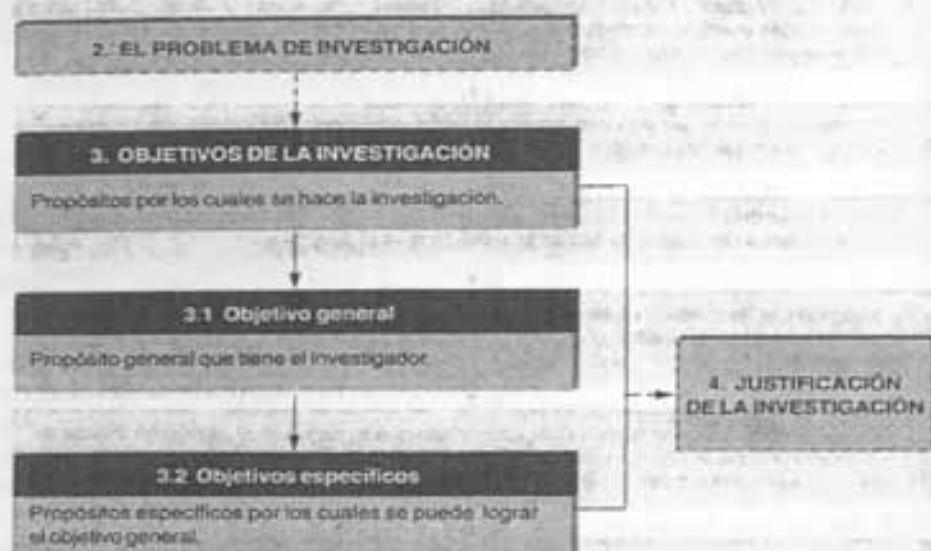 2. EL PROBLEMA DE INVESTIGACIÓN
3. OBJETIVOS DE LA INVESTIGACIÓN
Propósitos por los cuales se hace la investigación.
3.1 Objetivo general
Propósito general que tiene el investigador.
3.2 Objetivos específicos
Propósitos específicos por los cuales se puede lograr
el objetivo general.
4. JUSTIFICACIÓN
DE LA INVESTIGACIÓN